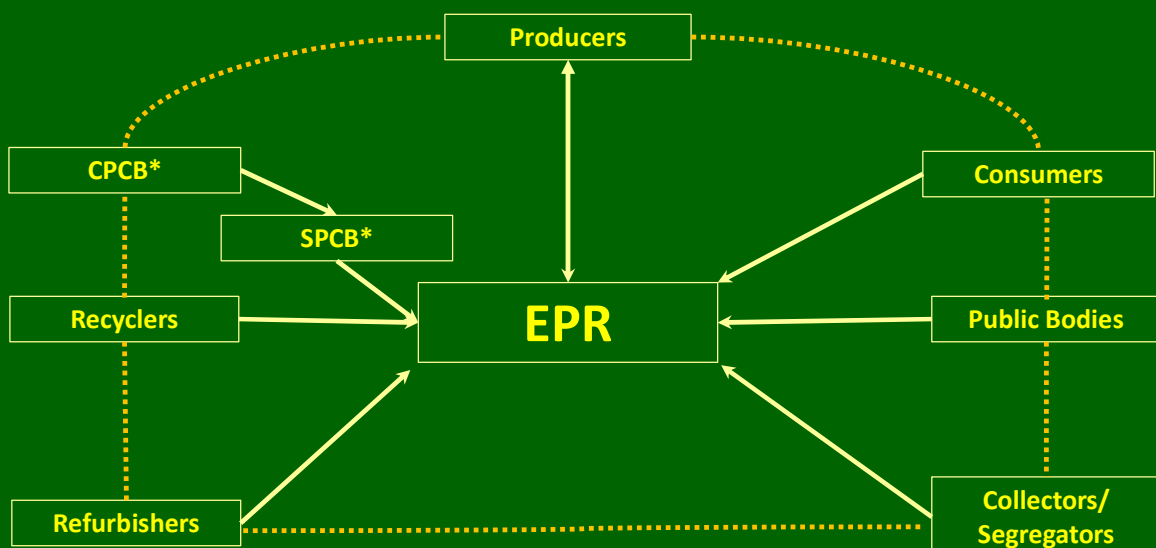 Producers
CPCB*
Consumers
SPCB*
Recyclers
EPR
Public Bodies
Refurbishers
Collectors/
Segregators